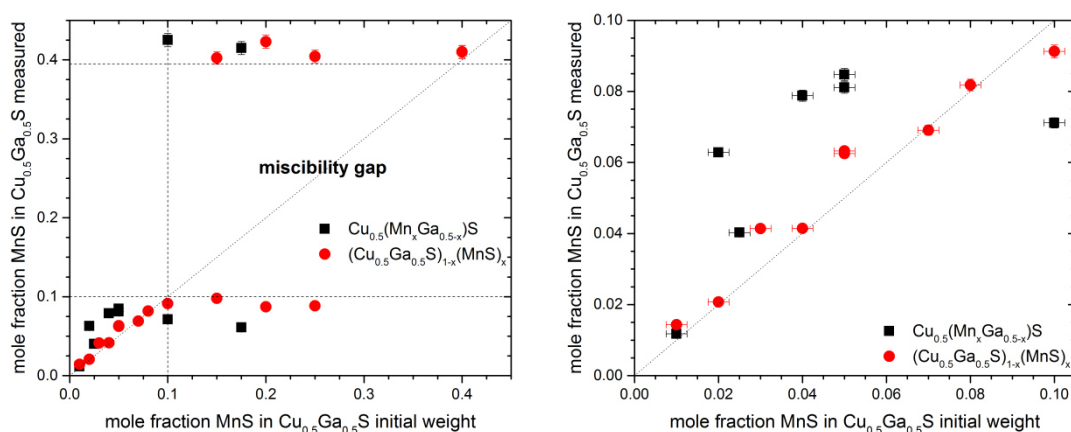 mole fraction MnS in Cu0.5Ga0.5S measured
0.4
0.3
0.2
0.1
0.0
0.0 0.1 0.2 0.3 0.4
mole fraction MnS in Cu0.5Ga0.5S initial weight
miscibility gap
Cu0.5(MnxGa0.5-x)S
(Cu0.5Ga0.5S)1-x(MnS)x
mole fraction MnS in Cu0.5Ga0.5S measured
0.10
0.08
0.06
0.04
0.02
0.00
0.00 0.02 0.04 0.06 0.08 0.10
mole fraction MnS in Cu0.5Ga0.5S initial weight
Cu0.5(MnxGa0.5-x)S
(Cu0.5Ga0.5S)1-x(MnS)x